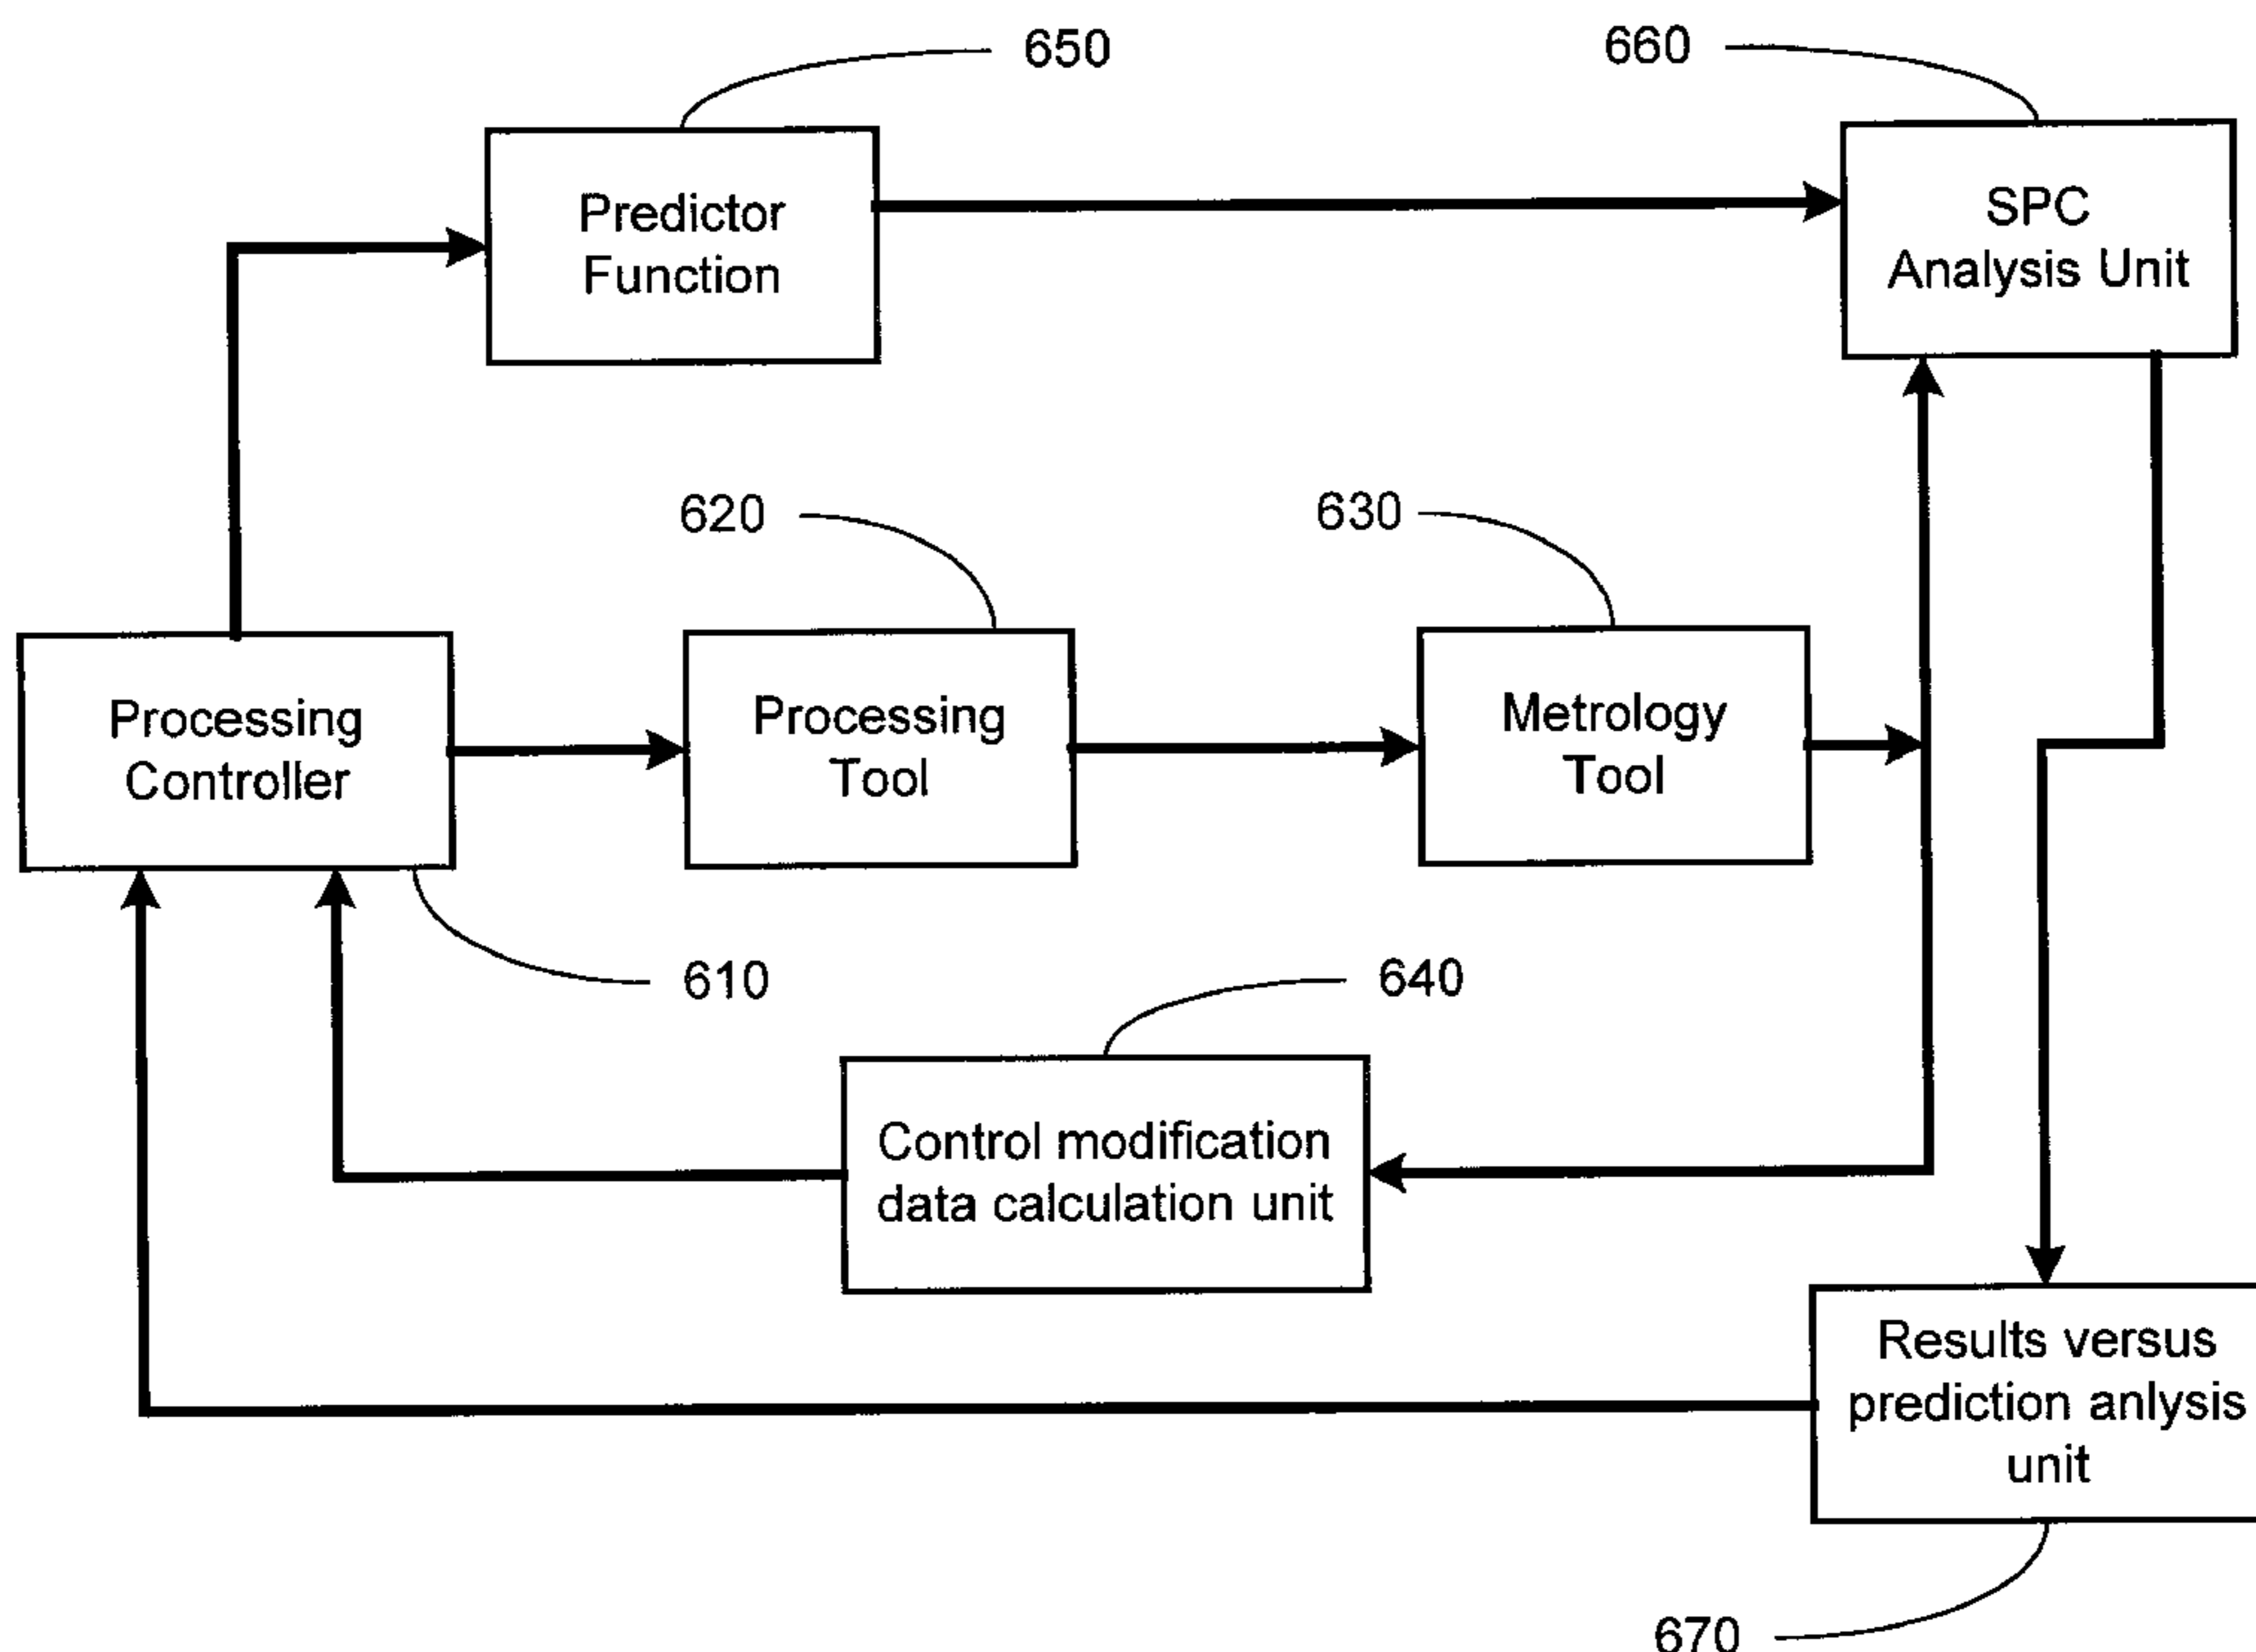 650
660
Predictor
Function
SPC
Analysis Unit
620
630
Processing
Controller
Processing
Tool
Metrology
Tool
610
640
Control modification
data calculation unit
Results versus
prediction anlysis
unit
670